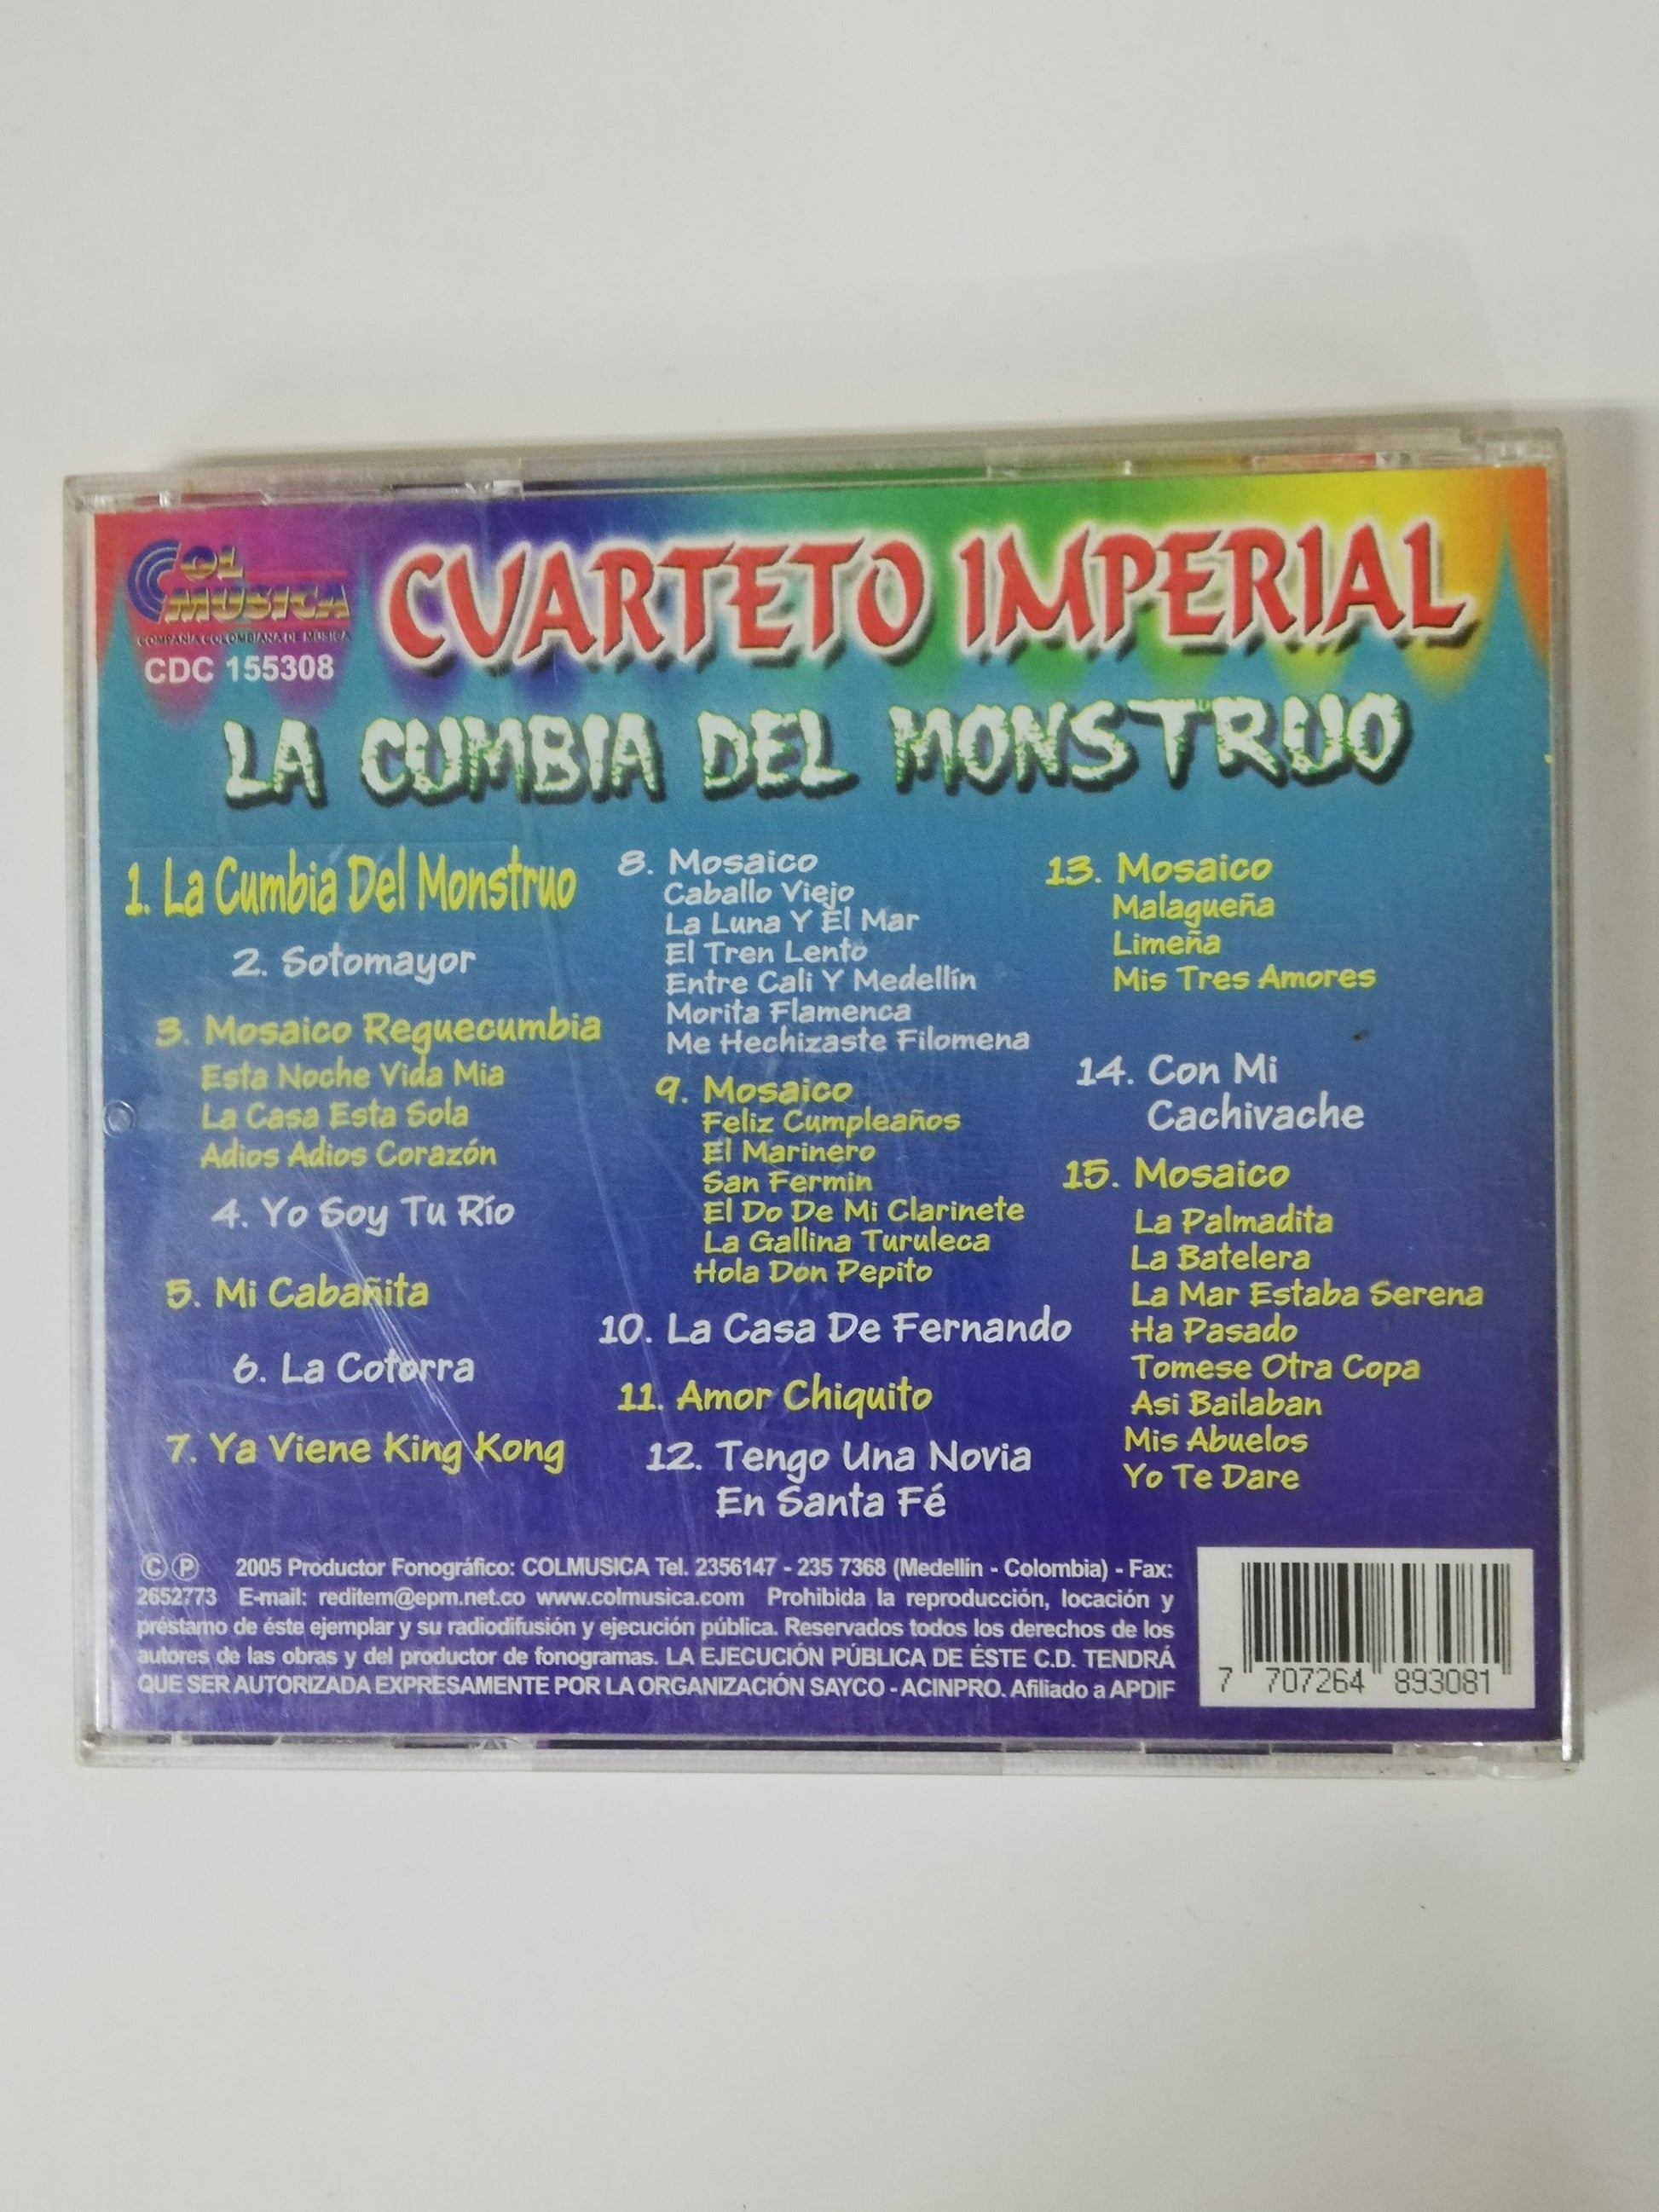 COL
MÚSICA
COMPAÑIA COLOMBIANA DE MÚSICA
CDC 155308
CUARTETO IMPERIAL
LA CUMBIA DEL MONSTRUO
1. La Cumbia Del Monstruo
2. Sotomayor
3. Mosaico Reguecumbia
Esta Noche Vida Mia
La Casa Esta Sola
Adios Adios Corazón
4. Yo Soy Tu Río
5. Mi Cabañita
6. La Cotorra
7. Ya Viene King Kong
8. Mosaico
Caballo Viejo
La Luna Y El Mar
El Tren Lento
Entre Cali Y Medellín
Morita Flamenca
Me Hechizaste Filomena
9. Mosaico
Feliz Cumpleaños
El Marinero
San Fermin
El Do De Mi Clarinete
La Gallina Turuleca
Hola Don Pepito
10. La Casa De Fernando
11. Amor Chiquito
12. Tengo Una Novia
En Santa Fé
13. Mosaico
Malagueña
Limeña
Mis Tres Amores
14. Con Mi
Cachivache
15. Mosaico
La Palmadita
La Batelera
La Mar Estaba Serena
Ha Pasado
Tomese Otra Copa
Asi Bailaban
Mis Abuelos
Yo Te Dare
© ℗ 2005 Productor Fonográfico: COLMUSICA Tel. 2356147 - 235 7368 (Medellín - Colombia) - Fax:
2652773 E-mail: reditem@epm.net.co www.colmusica.com Prohibida la reproducción, locación y
préstamo de éste ejemplar y su radiodifusión y ejecución pública. Reservados todos los derechos de los
autores de las obras y del productor de fonogramas. LA EJECUCIÓN PÚBLICA DE ÉSTE C.D. TENDRÁ
QUE SER AUTORIZADA EXPRESAMENTE POR LA ORGANIZACIÓN SAYCO - ACINPRO. Afiliado a APDIF
7 707264 893081